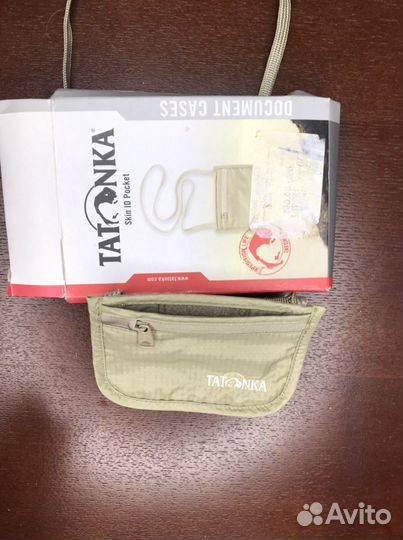 DOCUMENT CASES
TATONKA®
Skin ID Pocket
www.tatonka.com
TATONKA
Avito